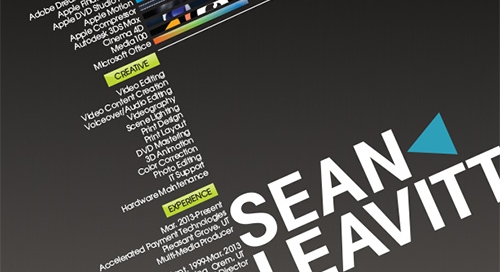 Adobe
Apple
Apple DVD Studio
Apple Motion
Apple Compressor
Autodesk 3DS Max
Cinema 4D
Media 100
Microsoft Office
CREATIVE
Video Editing
Video Content Creation
Voiceover/Audio Editing
Videography
Scene Lighting
Print Design
Print Layout
DVD Mastering
3D Animation
Color Correction
Photo Editing
IT Support
Hardware Maintenance
EXPERIENCE
Mar. 2013-Present
Accelerated Payment Technologies
Pleasant Grove, UT
Multi-Media Producer
1999-Mar. 2013
Orem, UT
Director
SEAN
LEAVITT